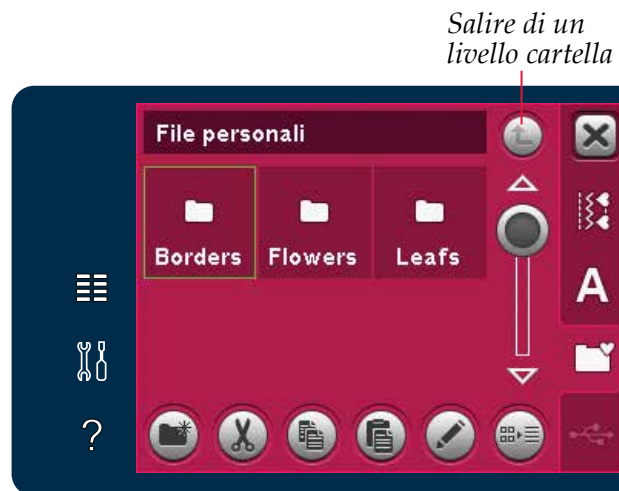 Salire di un
livello cartella
File personali
Borders Flowers Leafs
A
?